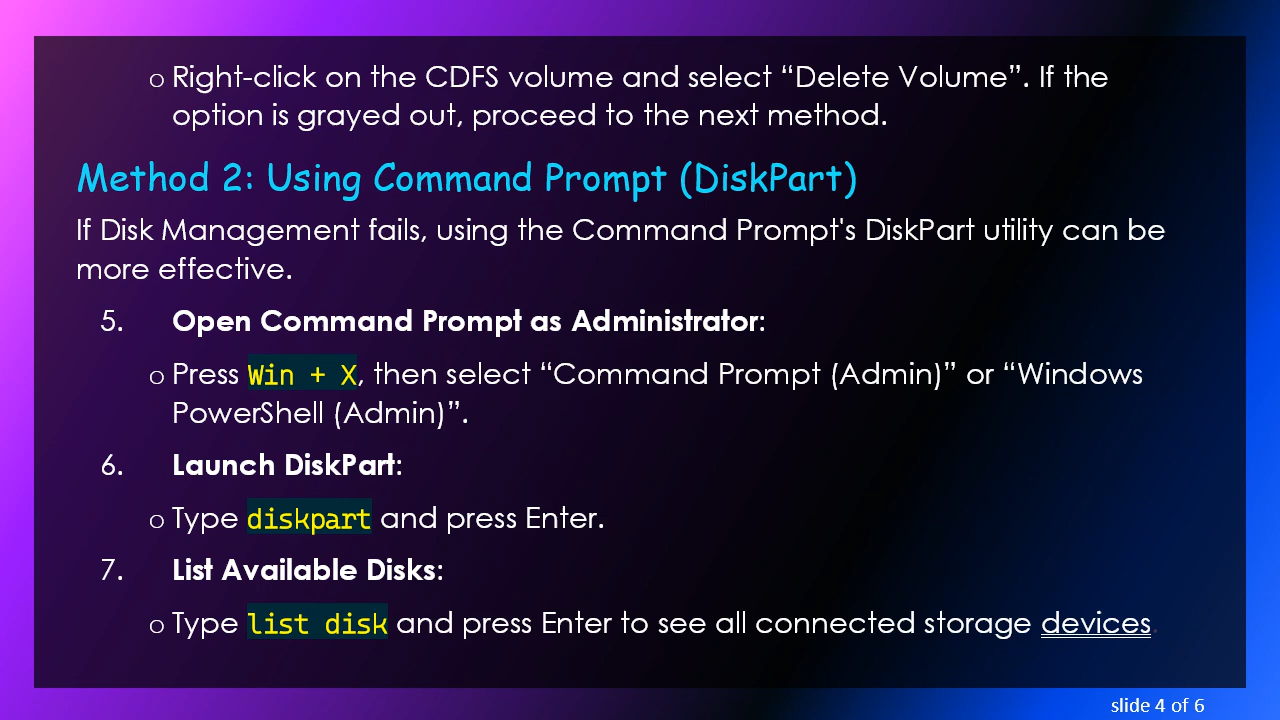 o Right-click on the CDFS volume and select “Delete Volume”. If the
option is grayed out, proceed to the next method.
Method 2: Using Command Prompt (DiskPart)
If Disk Management fails, using the Command Prompt's DiskPart utility can be
more effective.
5. Open Command Prompt as Administrator:
o Press Win + X, then select “Command Prompt (Admin)” or “Windows
PowerShell (Admin)”.
6. Launch DiskPart:
o Type diskpart and press Enter.
7. List Available Disks:
o Type list disk and press Enter to see all connected storage devices.
slide 4 of 6